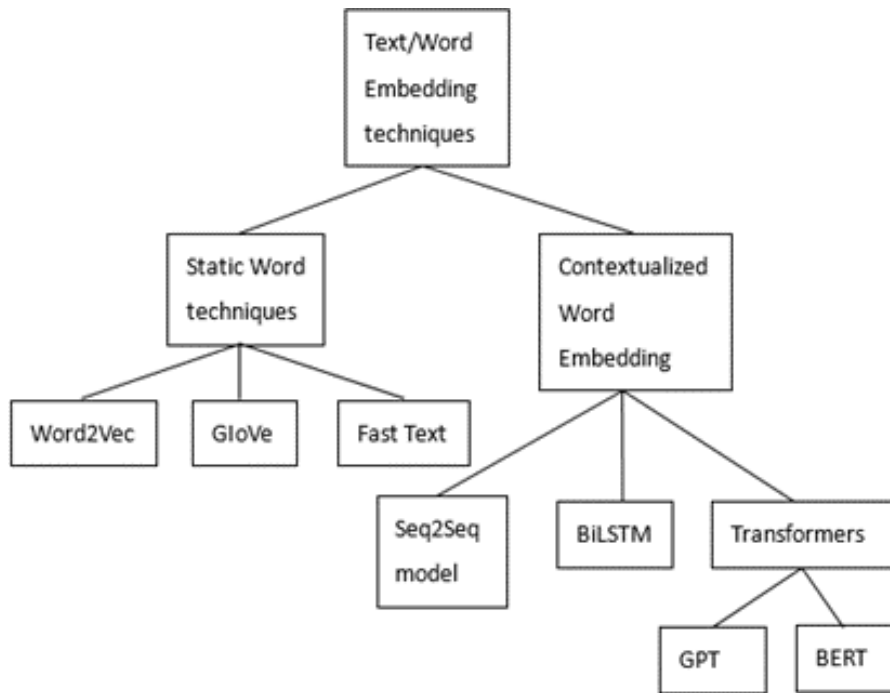 Text/Word
Embedding
techniques
Static Word
techniques
Contextualized
Word
Embedding
Word2Vec
GloVe
Fast Text
Seq2Seq
model
BiLSTM
Transformers
GPT
BERT